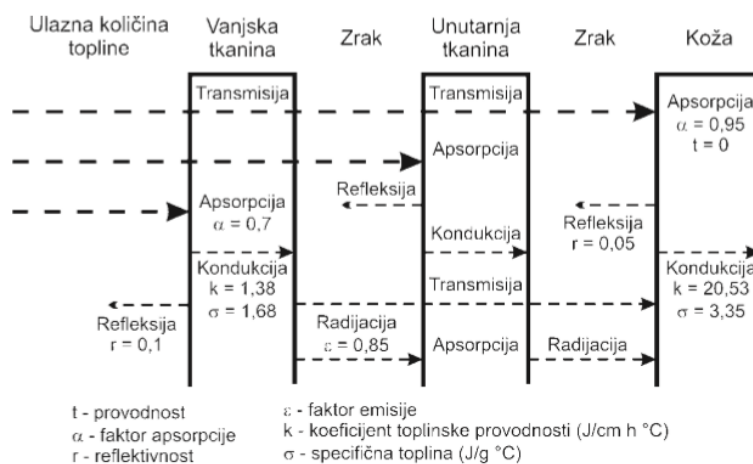 Ulazna količina
topline
Vanjska
tkanina
Zrak
Unutarnja
tkanina
Zrak
Koža
Transmisija
Transmisija
Apsorpcija
α = 0,95
t = 0
Apsorpcija
Refleksija
Apsorpcija
α = 0,7
Refleksija
r = 0,05
Kondukcija
Kondukcija
k = 1,38
σ = 1,68
Kondukcija
k = 20,53
σ = 3,35
Transmisija
Refleksija
r = 0,1
Radijacija
ε = 0,85
Apsorpcija
Radijacija
t - provodnost
α - faktor apsorpcije
r - reflektivnost
ε - faktor emisije
k - koeficijent toplinske provodnosti (J/cm h °C)
σ - specifična toplina (J/g °C)